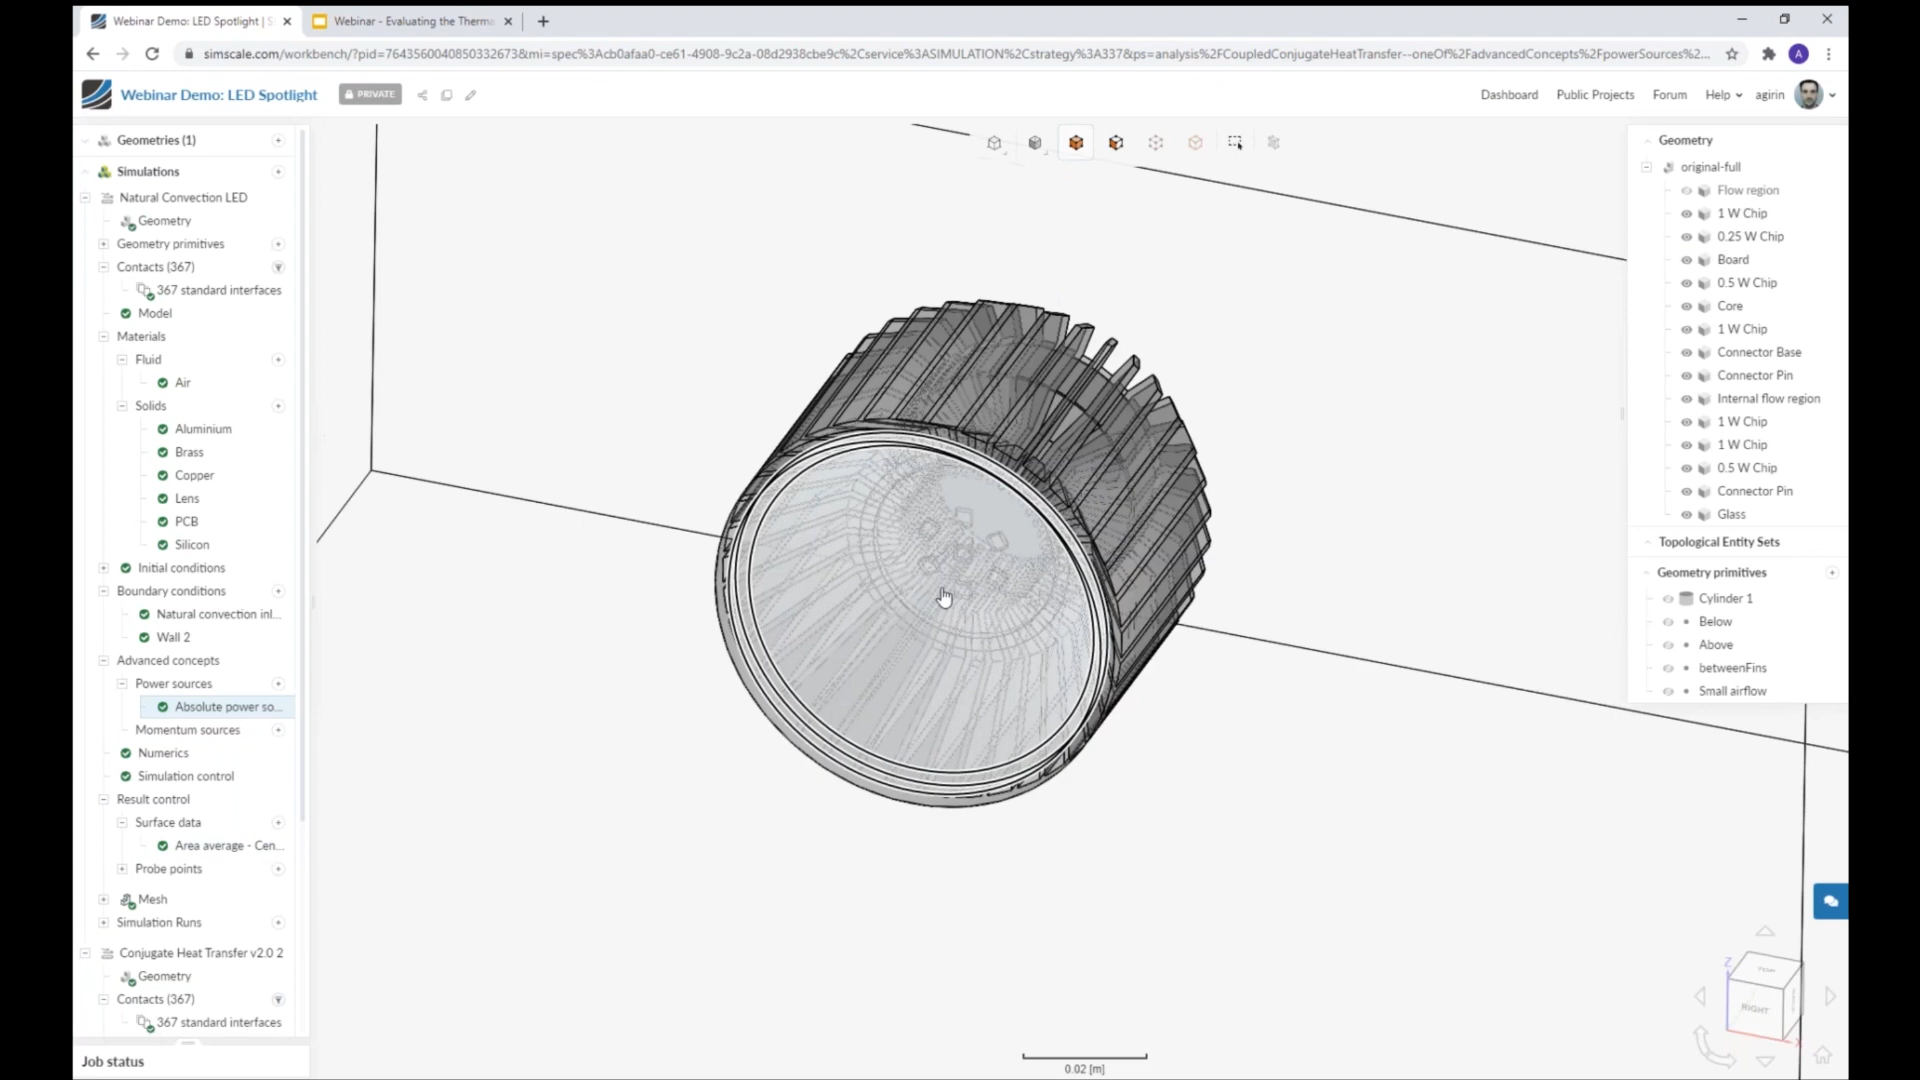 Webinar Demo: LED Spotlight | S
Webinar - Evaluating the Therma
simscale.com/workbench/?pid=7643560040850332673&mi=spec%3Acb0afaa0-ce61-4908-9c2a-08d2938cbe9c%2Cservice%3ASIMULATION%2Cstrategy%3A337&ps=analysis%2FCoupledConjugateHeatTransfer--oneOf%2FadvancedConcepts%2FpowerSources%2...
A
Webinar Demo: LED Spotlight
PRIVATE
Dashboard
Public Projects
Forum
Help
agirin
Geometries (1)
Simulations
Natural Convection LED
Geometry
Geometry primitives
Contacts (367)
367 standard interfaces
Model
Materials
Fluid
Air
Solids
Aluminium
Brass
Copper
Lens
PCB
Silicon
Initial conditions
Boundary conditions
Natural convection inl...
Wall 2
Advanced concepts
Power sources
Absolute power so...
Momentum sources
Numerics
Simulation control
Result control
Surface data
Area average - Cen...
Probe points
Mesh
Simulation Runs
Conjugate Heat Transfer v2.0 2
Geometry
Contacts (367)
367 standard interfaces
Job status
Geometry
original-full
Flow region
1 W Chip
0.25 W Chip
Board
0.5 W Chip
Core
1 W Chip
Connector Base
Connector Pin
Internal flow region
1 W Chip
1 W Chip
0.5 W Chip
Connector Pin
Glass
Topological Entity Sets
Geometry primitives
Cylinder 1
Below
Above
betweenFins
Small airflow
Z
RIGHT
X
0.02 [m]